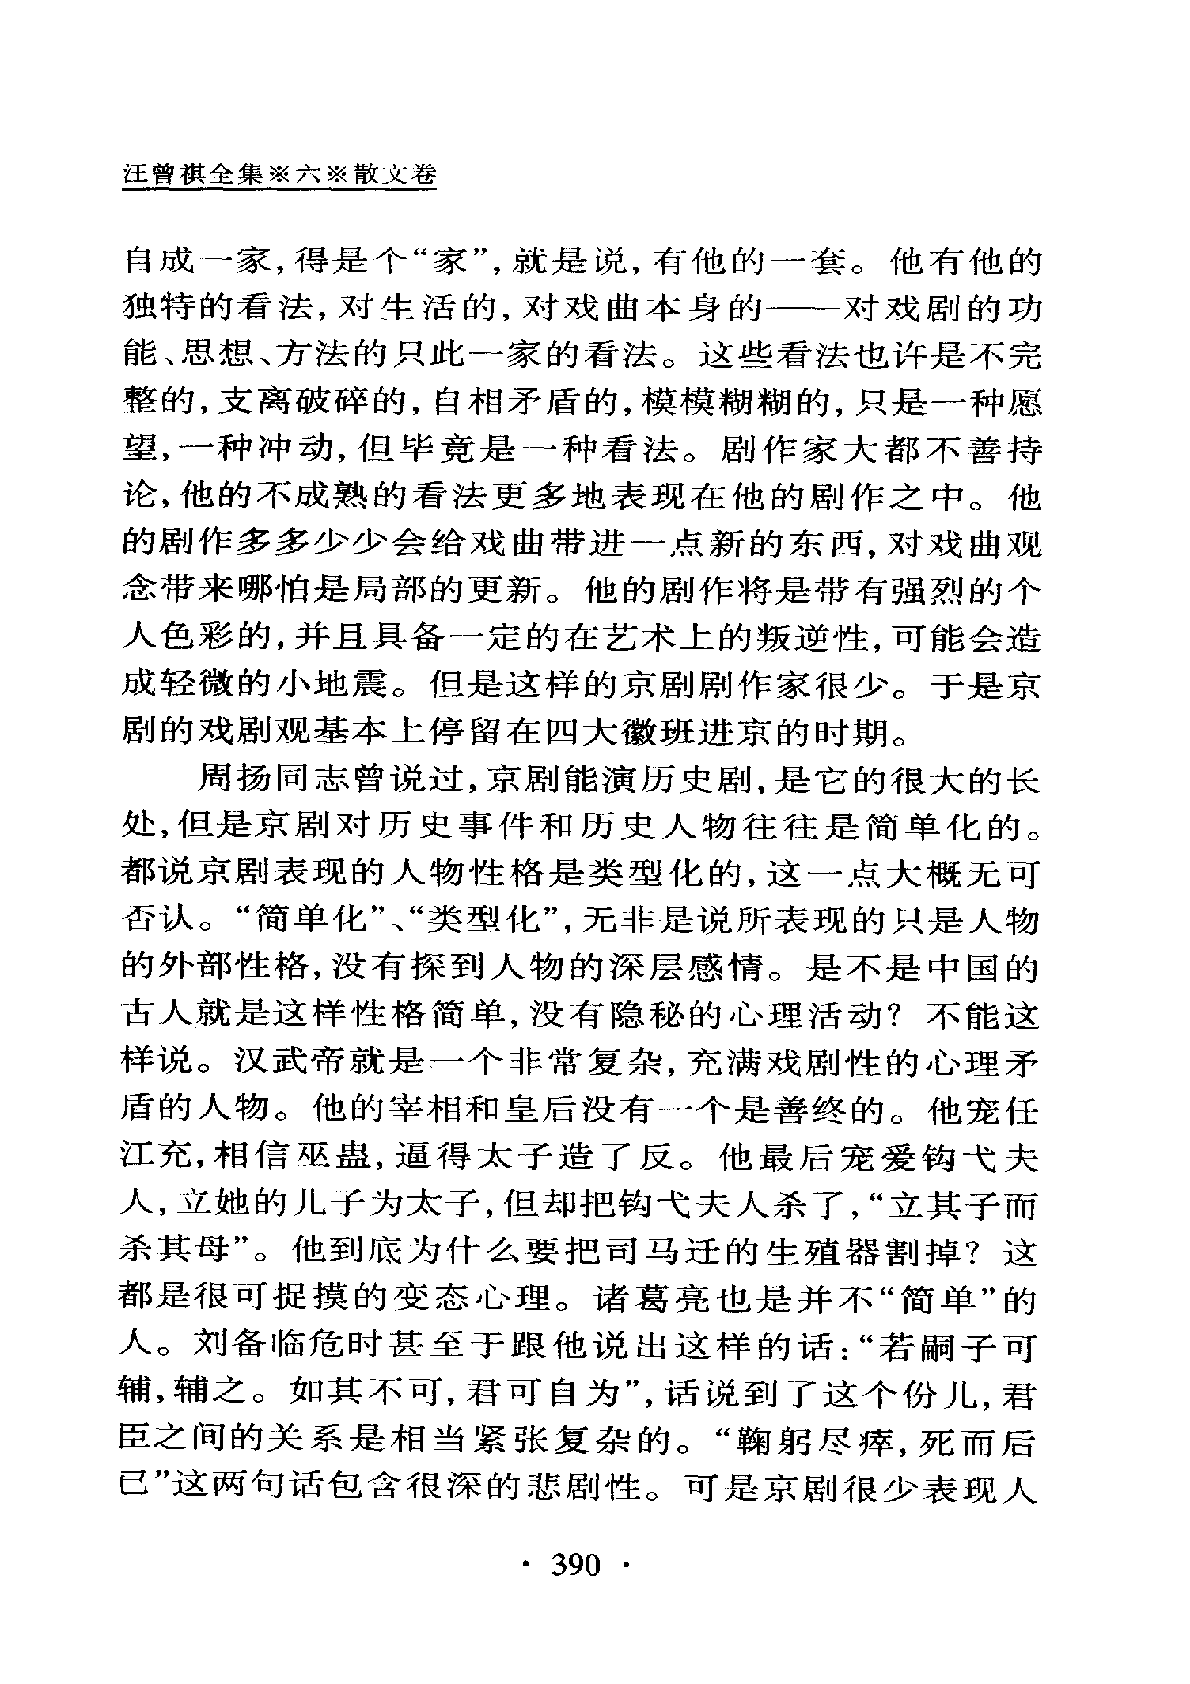 汪曾祺全集※六※散文卷
自成一家,得是个“家”,就是说,有他的一套。他有他的
独特的看法,对生活的,对戏曲本身的——对戏剧的功
能、思想、方法的只此一家的看法。这些看法也许是不完
整的,支离破碎的,自相矛盾的,模模糊糊的,只是一种愿
望,一种冲动,但毕竟是一种看法。剧作家大都不善持
论,他的不成熟的看法更多地表现在他的剧作之中。他
的剧作多多少少会给戏曲带进一点新的东西,对戏曲观
念带来哪怕是局部的更新。他的剧作将是带有强烈的个
人色彩的,并且具备一定的在艺术上的叛逆性,可能会造
成轻微的小地震。但是这样的京剧剧作家很少。于是京
剧的戏剧观基本上停留在四大徽班进京的时期。
周扬同志曾说过,京剧能演历史剧,是它的很大的长
处,但是京剧对历史事件和历史人物往往是简单化的。
都说京剧表现的人物性格是类型化的,这一点大概无可
否认。“简单化”、“类型化”,无非是说所表现的只是人物
的外部性格,没有探到人物的深层感情。是不是中国的
古人就是这样性格简单,没有隐秘的心理活动？不能这
样说。汉武帝就是一个非常复杂,充满戏剧性的心理矛
盾的人物。他的宰相和皇后没有一个是善终的。他宠任
江充,相信巫蛊,逼得太子造了反。他最后宠爱钩弋夫
人,立她的儿子为太子,但却把钩弋夫人杀了,“立其子而
杀其母”。他到底为什么要把司马迁的生殖器割掉？这
都是很可捉摸的变态心理。诸葛亮也是并不“简单”的
人。刘备临危时甚至于跟他说出这样的话:“若嗣子可
辅,辅之。如其不可,君可自为”,话说到了这个份儿,君
臣之间的关系是相当紧张复杂的。“鞠躬尽瘁,死而后
已”这两句话包含很深的悲剧性。可是京剧很少表现人
· 390 ·